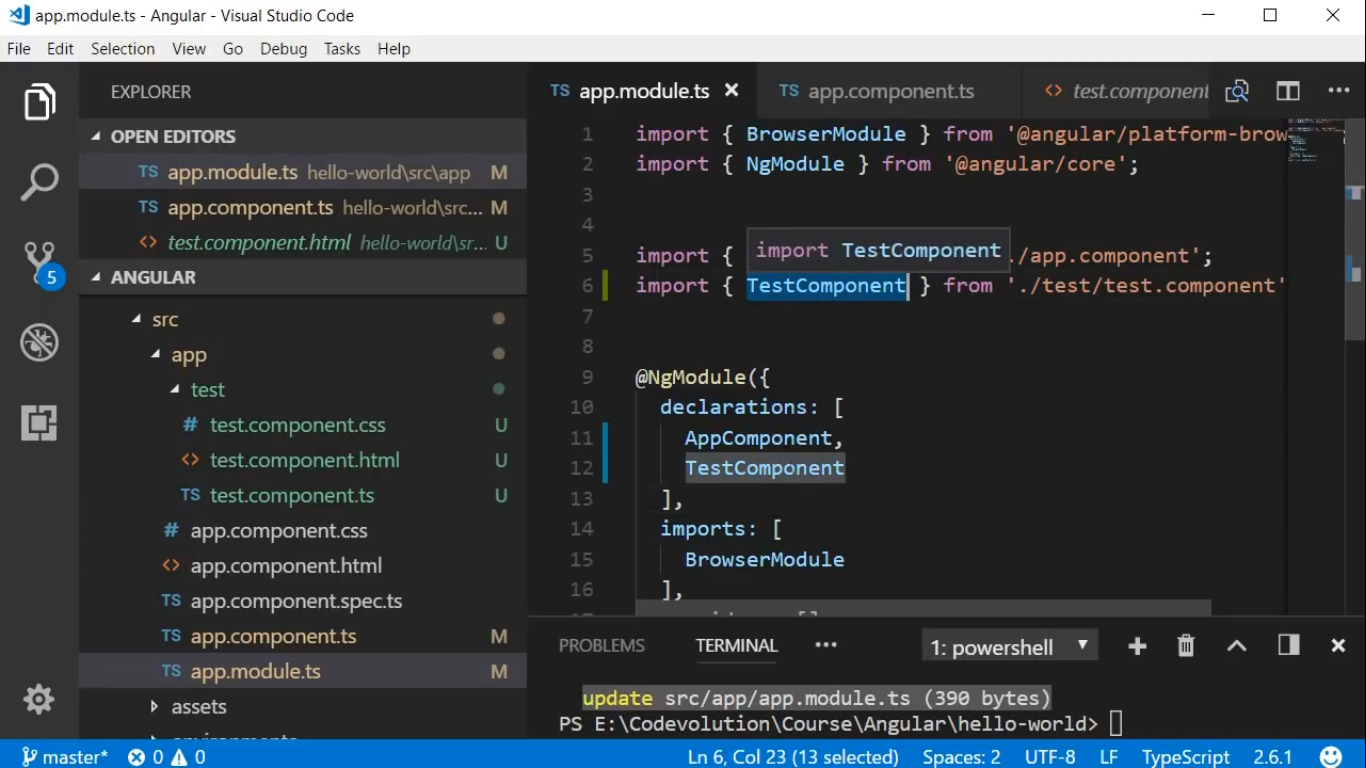 app.module.ts - Angular - Visual Studio Code
File Edit Selection View Go Debug Tasks Help
EXPLORER
OPEN EDITORS
TS app.module.ts hello-world\src\app M
TS app.component.ts hello-world\src... M
<> test.component.html hello-world\sr... U
ANGULAR
src
app
test
# test.component.css U
<> test.component.html U
TS test.component.ts U
# app.component.css
<> app.component.html
TS app.component.spec.ts
TS app.component.ts M
TS app.module.ts M
assets
5
TS app.module.ts TS app.component.ts <> test.component
1 import { BrowserModule } from '@angular/platform-brow
2 import { NgModule } from '@angular/core';
3
4
import TestComponent
5 import { ./app.component';
6 import { TestComponent } from './test/test.component'
7
8
9 @NgModule({
10 declarations: [
11 AppComponent,
12 TestComponent
13 ],
14 imports: [
15 BrowserModule
16 ],
PROBLEMS TERMINAL ••• 1: powershell
update src/app/app.module.ts (390 bytes)
PS E:\Codevolution\Course\Angular\hello-world>
master* 0 0 Ln 6, Col 23 (13 selected) Spaces: 2 UTF-8 LF TypeScript 2.6.1